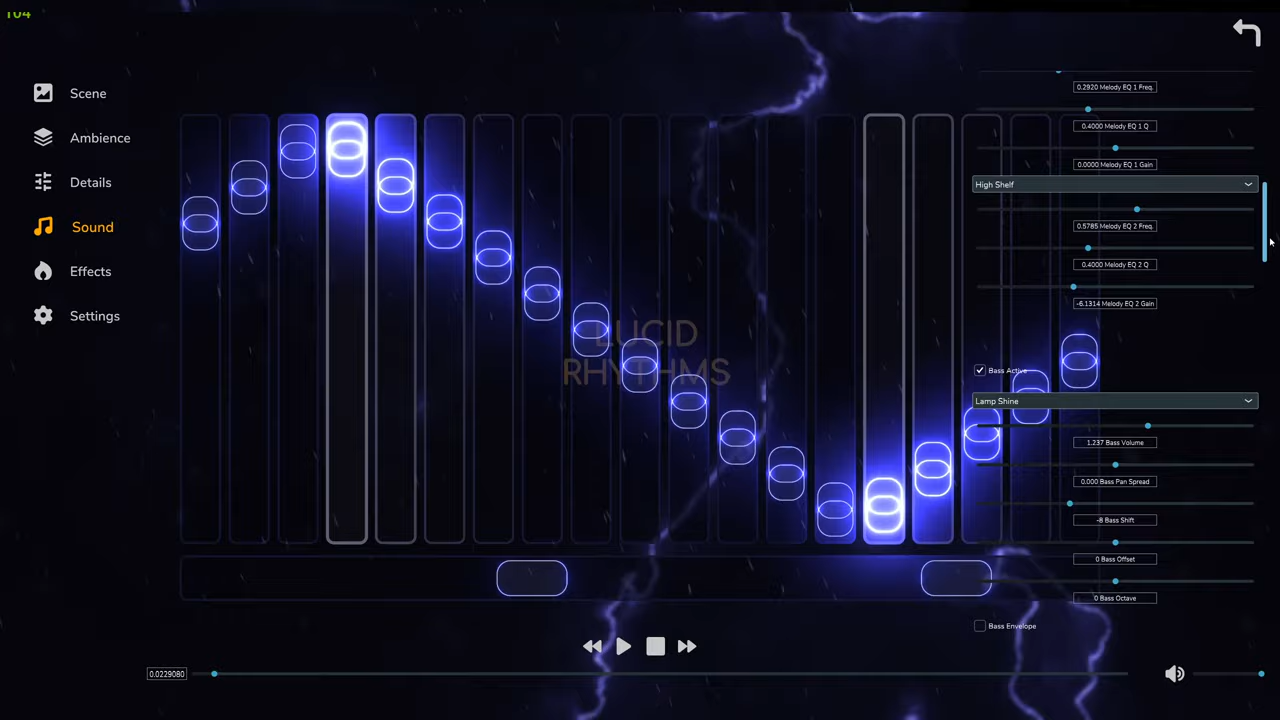 104
Scene
Ambience
Details
Sound
Effects
Settings
LUCID
RHYTHMS
0.2920 Melody EQ 1 Freq.
0.4000 Melody EQ 1 Q
0.0000 Melody EQ 1 Gain
High Shelf
0.5785 Melody EQ 2 Freq.
0.4000 Melody EQ 2 Q
-6.1314 Melody EQ 2 Gain
Bass Active
Lamp Shine
1.237 Bass Volume
0.000 Bass Pan Spread
-8 Bass Shift
0 Bass Offset
0 Bass Octave
Bass Envelope
0.0229080